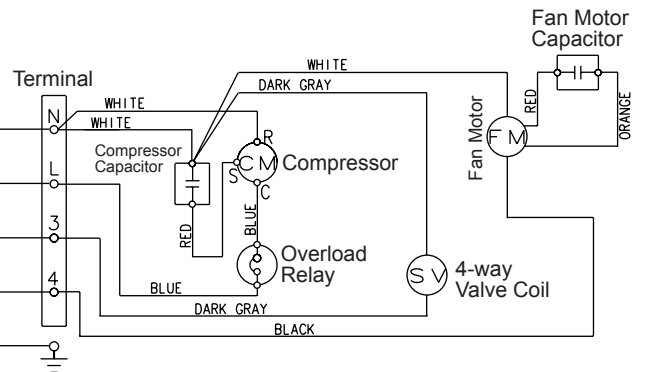 Fan Motor
Capacitor
WHITE
DARK GRAY
Terminal
N
WHITE
WHITE
RED
ORANGE
Fan Motor
F M
Compressor
Capacitor
R
C M
S
C
Compressor
L
RED
BLUE
3
Overload
Relay
S V
4-way
Valve Coil
4
BLUE
DARK GRAY
BLACK